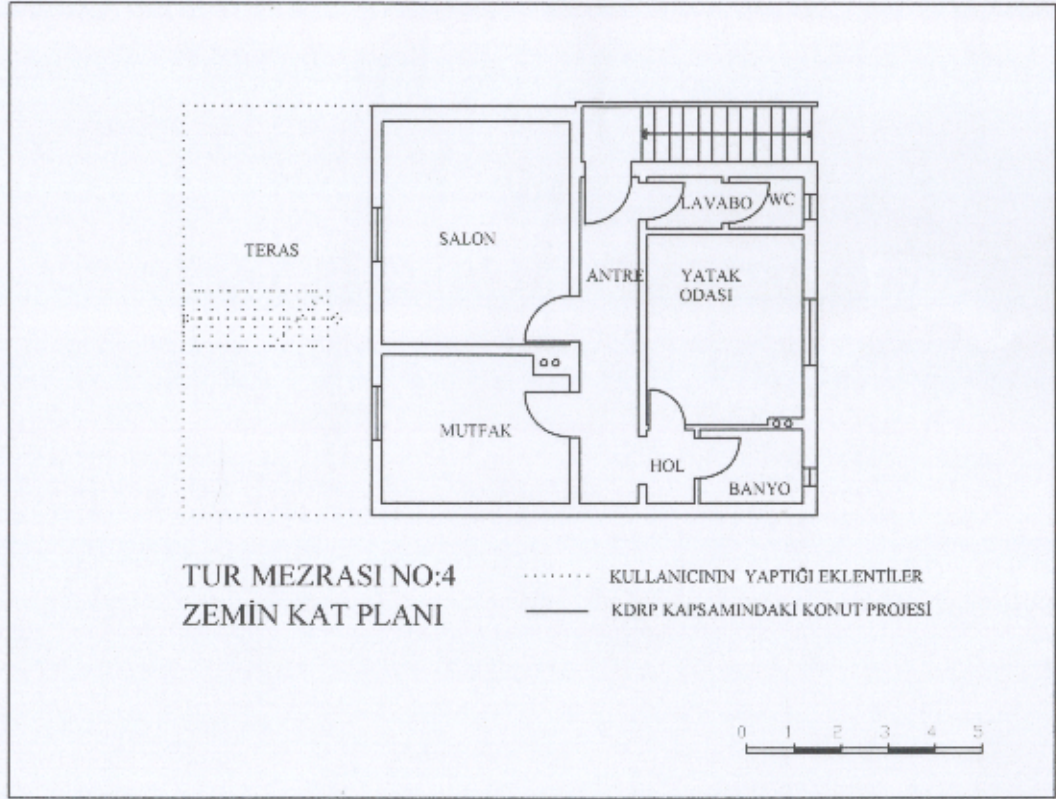 LAVABO
WC
SALON
TERAS
ANTRE
YATAK
ODASI
MUTFAK
HOL
BANYO
TUR MEZRASI NO:4
ZEMİN KAT PLANI
KULLANICININ YAPTIĞI EKLENTİLER
KDRP KAPSAMINDAKİ KONUT PROJESİ
0 1 2 3 4 5